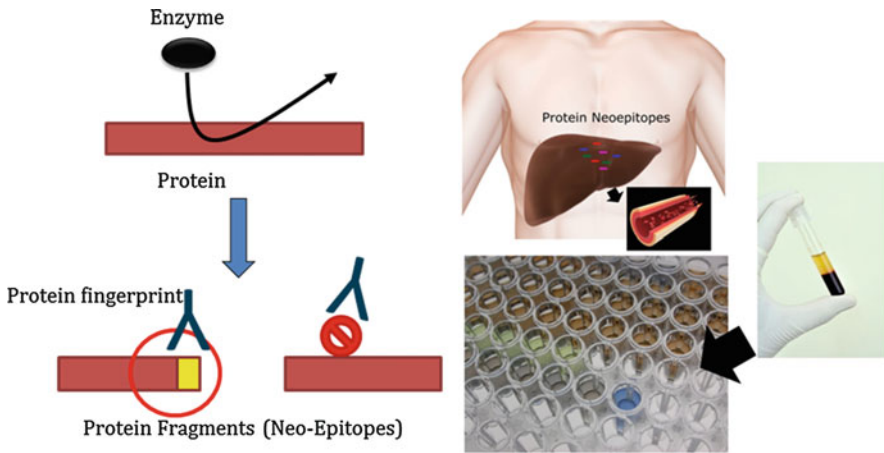 Enzyme
Protein
Protein fingerprint
Protein Fragments (Neo-Epitopes)
Protein Neoepitopes